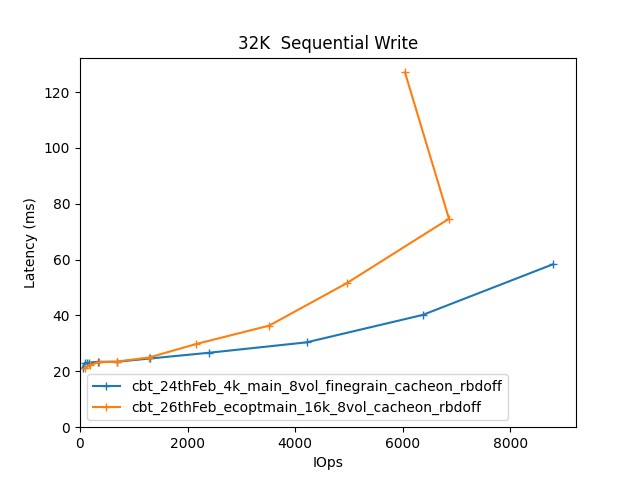 32K  Sequential Write
Latency (ms)
120
100
80
60
40
20
0
0 2000 4000 6000 8000
IOps
cbt_24thFeb_4k_main_8vol_finegrain_cacheon_rbdoff
cbt_26thFeb_ecoptmain_16k_8vol_cacheon_rbdoff